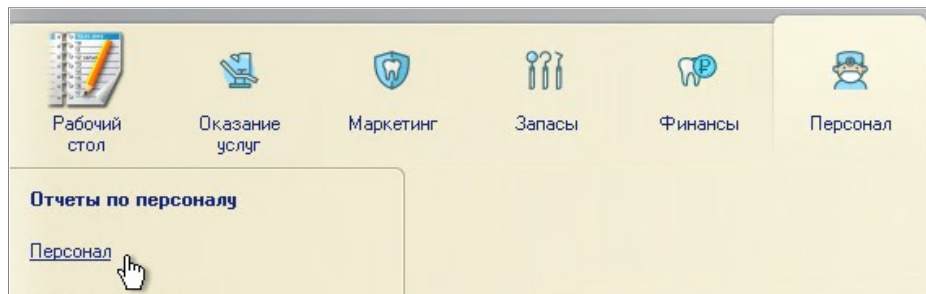 Рабочий стол
Оказание услуг
Маркетинг
Запасы
Финансы
Персонал
Отчеты по персоналу
Персонал